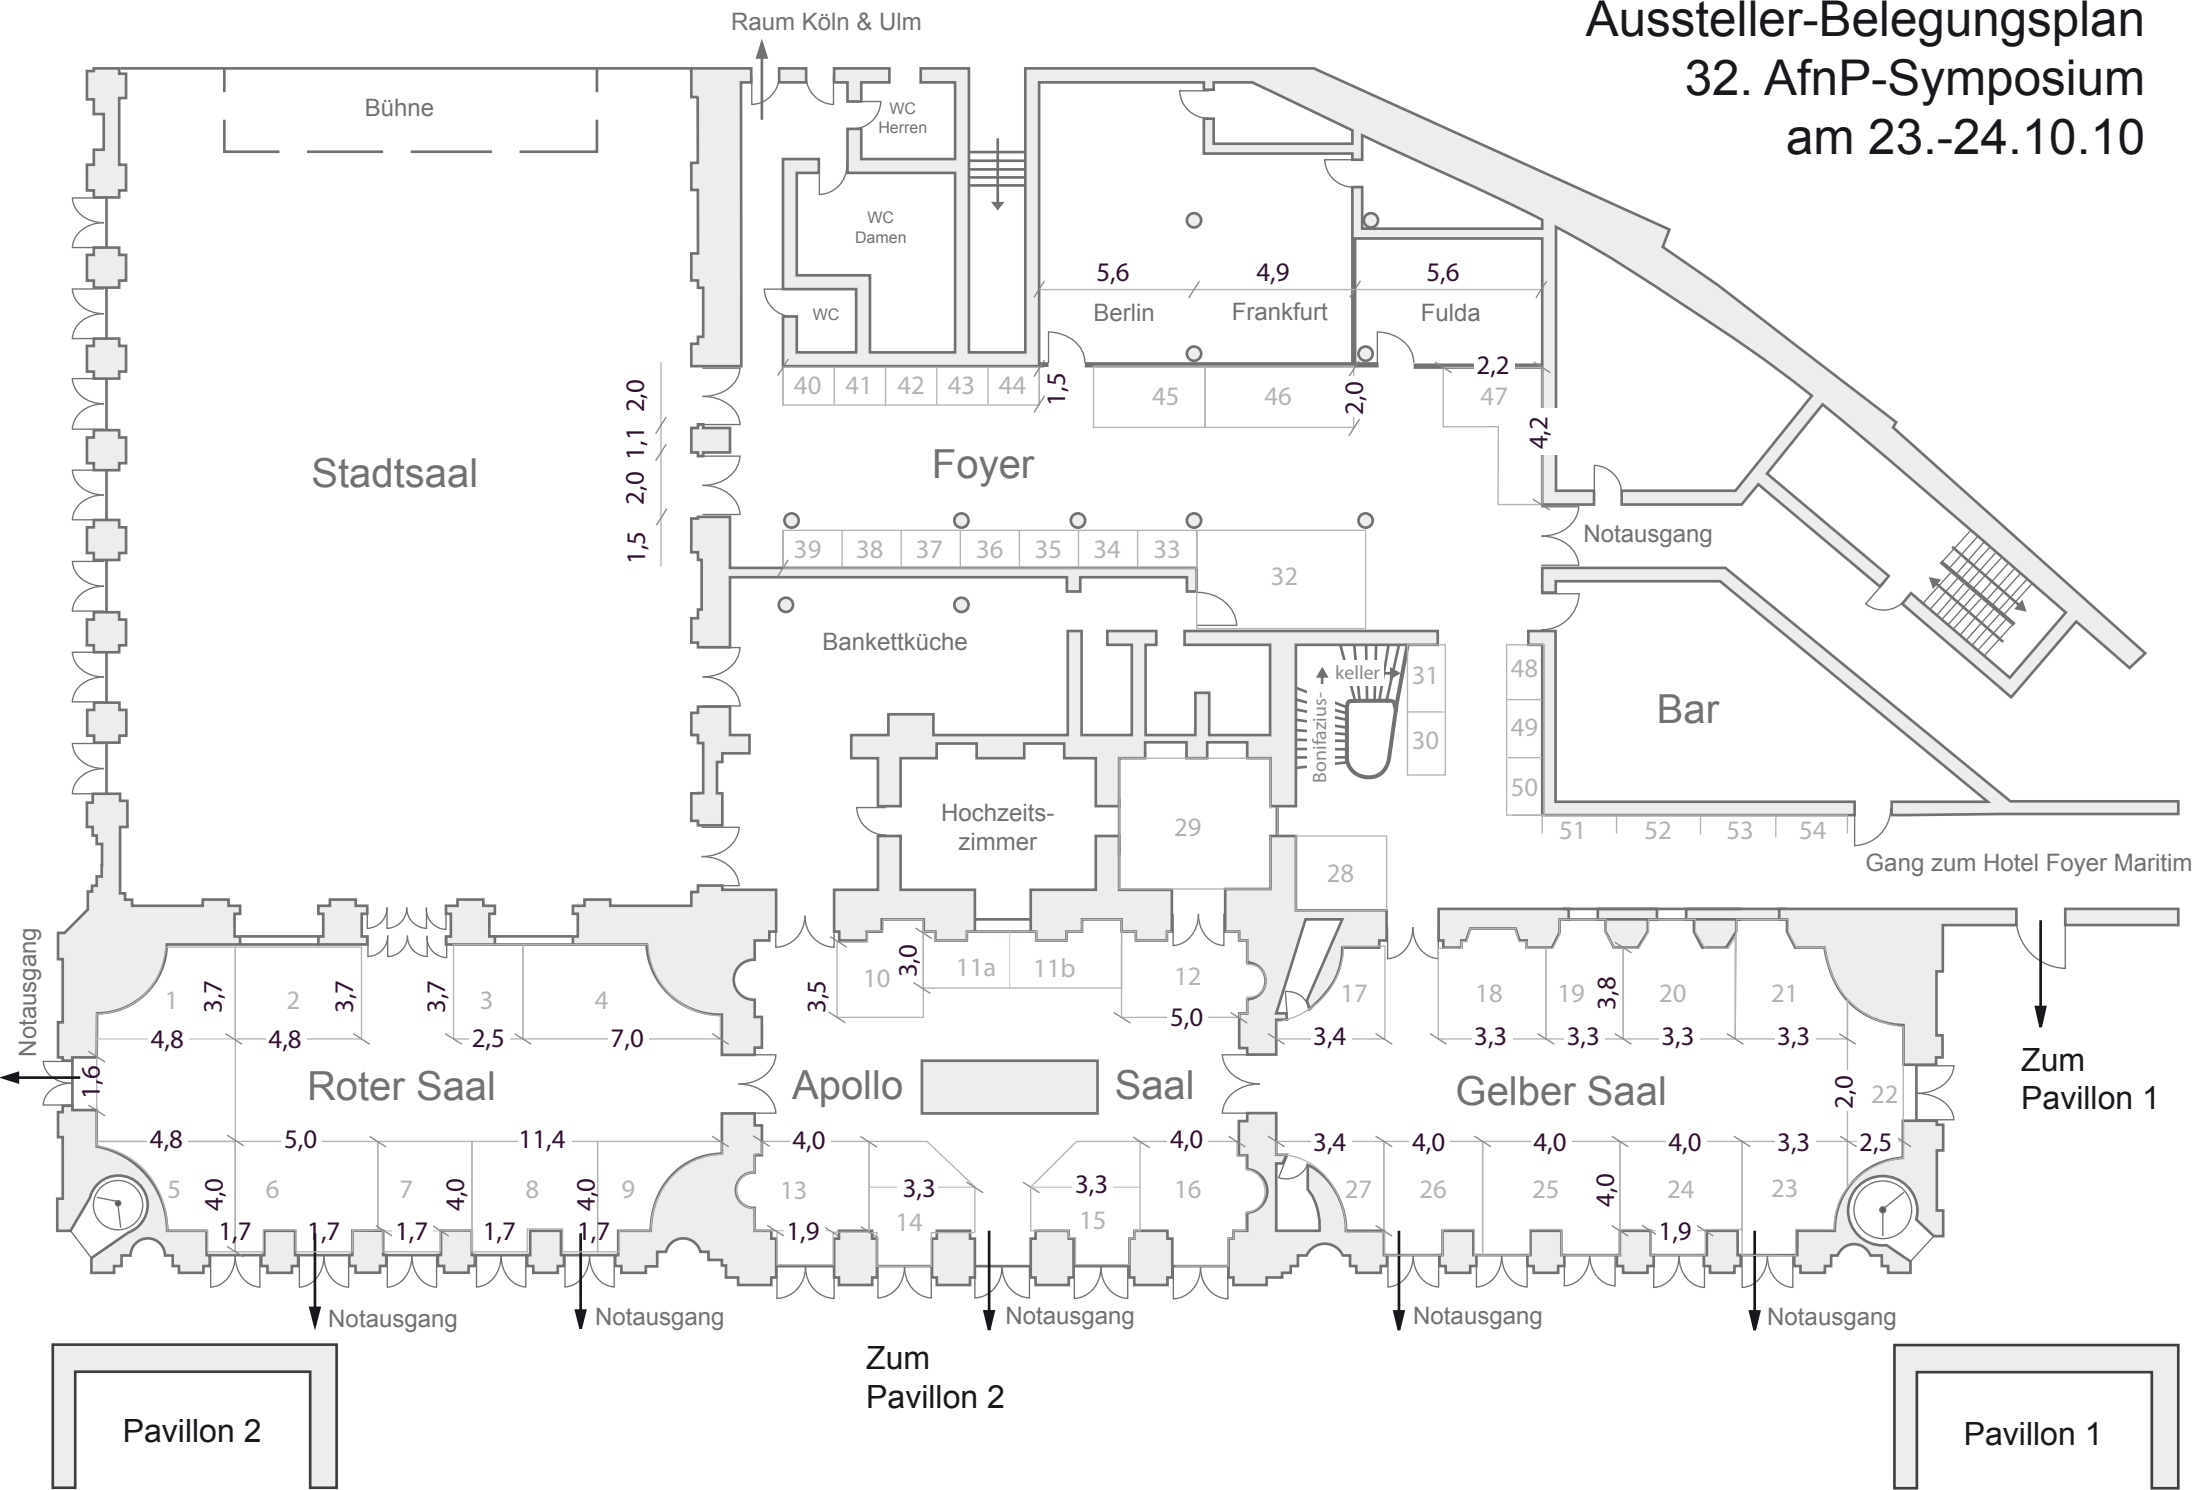 Aussteller-Belegungsplan
32. AfnP-Symposium
am 23.-24.10.10
Raum Köln & Ulm
Bühne
WC
Herren
WC
Damen
WC
5,6
4,9
5,6
Berlin
Frankfurt
Fulda
2,2
40
41
42
43
44
1,5
45
46
2,0
47
4,2
2,0
1,1
2,0
1,5
Stadtsaal
Foyer
Notausgang
39
38
37
36
35
34
33
32
Bankettküche
Bonifazius-
keller
31
30
48
49
50
Bar
51
52
53
54
Hochzeits-
zimmer
29
28
Gang zum Hotel Foyer Maritim
Notausgang
1
3,7
2
3,7
3,7
3
4
4,8
4,8
2,5
7,0
1,6
Roter Saal
4,8
5,0
11,4
5
4,0
6
7
4,0
8
4,0
9
1,7
1,7
1,7
1,7
1,7
3,5
10
3,0
11a
11b
12
5,0
Apollo
Saal
4,0
4,0
13
3,3
14
3,3
15
16
1,9
17
18
19
3,8
20
21
3,4
3,3
3,3
3,3
3,3
Gelber Saal
2,0
22
3,4
4,0
4,0
4,0
3,3
2,5
27
26
25
4,0
24
23
1,9
Zum
Pavillon 1
Notausgang
Notausgang
Notausgang
Notausgang
Notausgang
Zum
Pavillon 2
Pavillon 2
Pavillon 1